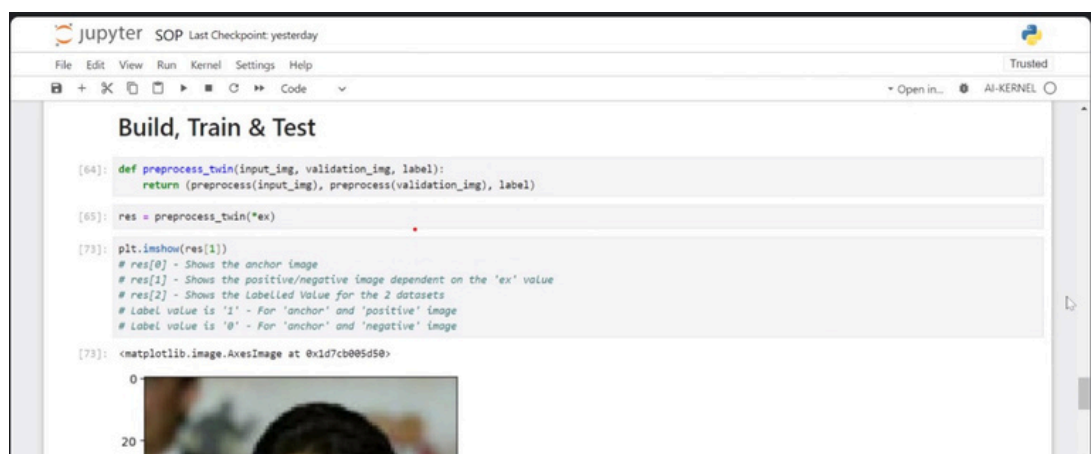 jupyter SOP Last Checkpoint: yesterday
File Edit View Run Kernel Settings Help Trusted
Code Open in... AI-KERNEL
Build, Train & Test
[64]: def preprocess_twin(input_img, validation_img, label):
return (preprocess(input_img), preprocess(validation_img), label)
[65]: res = preprocess_twin(*ex)
[73]: plt.imshow(res[1])
# res[0] - Shows the anchor image
# res[1] - Shows the positive/negative image dependent on the 'ex' value
# res[2] - Shows the Labelled Value for the 2 datasets
# Label value is '1' - For 'anchor' and 'positive' image
# Label value is '0' - For 'anchor' and 'negative' image
[73]: <matplotlib.image.AxesImage at 0x1d7cb005d50>
0
20